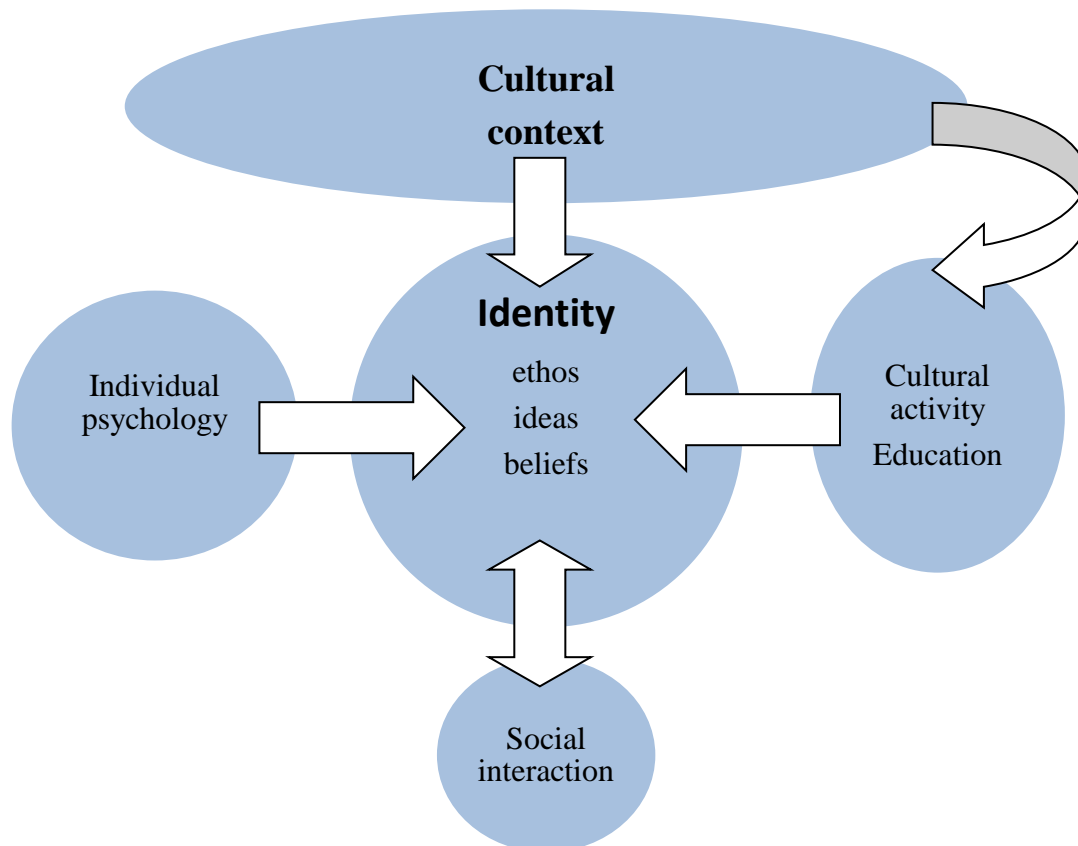 Cultural
context
Identity
ethos
ideas
beliefs
Individual
psychology
Cultural
activity
Education
Social
interaction